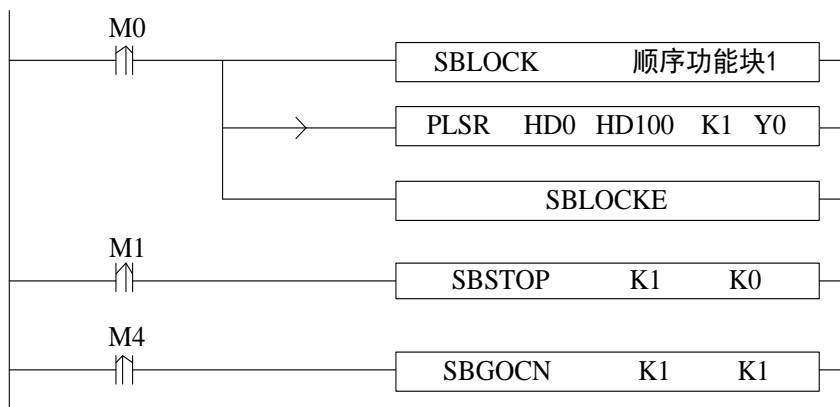 M0
SBLOCK 顺序功能块1
PLSR HD0 HD100 K1 Y0
SBLOCKE
M1
SBSTOP K1 K0
M4
SBGOCN K1 K1